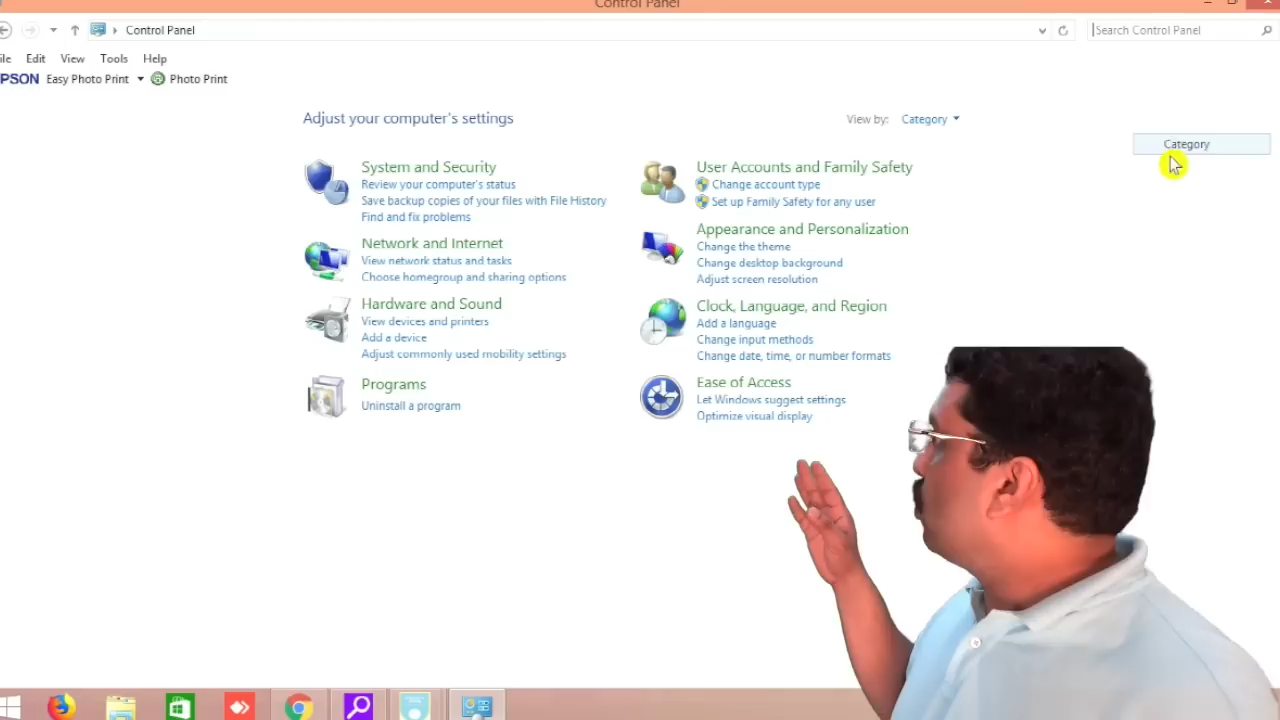 Control Panel
Control Panel
Search Control Panel
ile Edit View Tools Help
PSON Easy Photo Print Photo Print
Adjust your computer's settings
View by: Category
Category
System and Security
Review your computer's status
Save backup copies of your files with File History
Find and fix problems
Network and Internet
View network status and tasks
Choose homegroup and sharing options
Hardware and Sound
View devices and printers
Add a device
Adjust commonly used mobility settings
Programs
Uninstall a program
User Accounts and Family Safety
Change account type
Set up Family Safety for any user
Appearance and Personalization
Change the theme
Change desktop background
Adjust screen resolution
Clock, Language, and Region
Add a language
Change input methods
Change date, time, or number formats
Ease of Access
Let Windows suggest settings
Optimize visual display